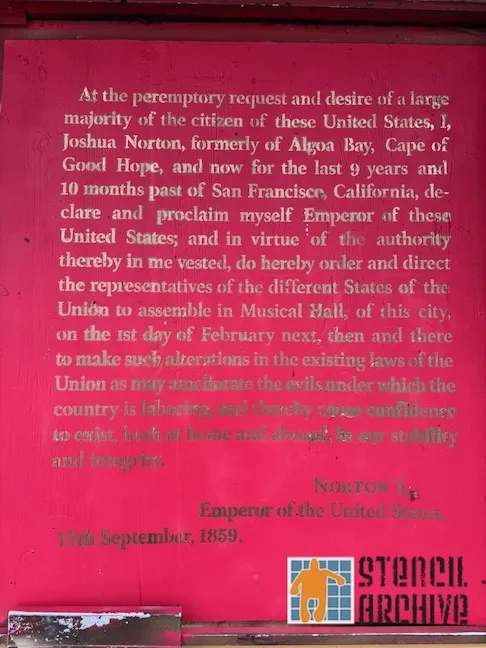 At the peremptory request and desire of a large
majority of the citizen of these United States, I,
Joshua Norton, formerly of Algoa Bay, Cape of
Good Hope, and now for the last 9 years and
10 months past of San Francisco, California, de-
clare and proclaim myself Emperor of these
United States; and in virtue of the authority
thereby in me vested, do hereby order and direct
the representatives of the different States of the
Union to assemble in Musical Hall, of this city,
on the 1st day of February next, then and there
to make such alterations in the existing laws of the
Union as may ameliorate the evils under which the
country is laboring, and thereby cause confidence
to exist, both at home and abroad, in our stability
and integrity.
NORTON I,
Emperor of the United States,
17th September, 1859.
STENCIL
ARCHIVE